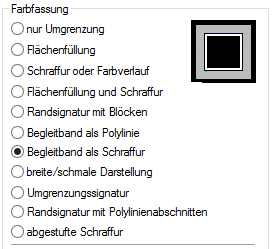 Farbfassung
nur Umgrenzung
Flächenfüllung
Schraffur oder Farbverlauf
Flächenfüllung und Schraffur
Randsignatur mit Blöcken
Begleitband als Polylinie
Begleitband als Schraffur
breite/schmale Darstellung
Umgrenzungssignatur
Randsignatur mit Polylinienabschnitten
abgestufte Schraffur